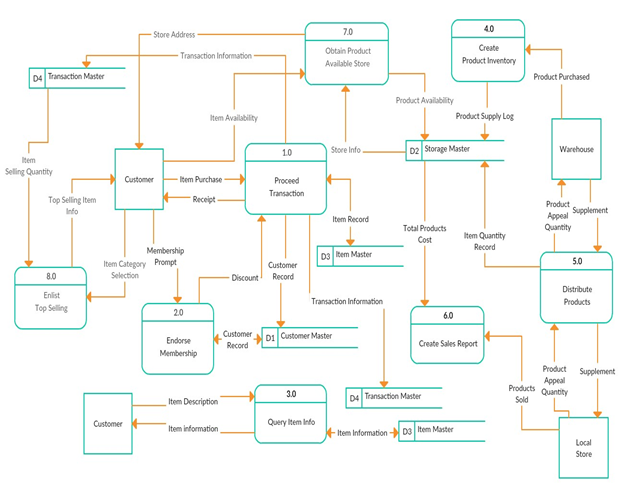 Store Address
7.0
Obtain Product
Available Store
4.0
Create
Product Inventory
Transaction Information
D4
Transaction Master
Product Purchased
Product Availability
Item Availability
Product Supply Log
Item
Selling Quantity
Store Info
D2
Storage Master
1.0
Proceed
Transaction
Customer
Item Purchase
Receipt
Warehouse
Top Selling Item
Info
Item Record
Product
Appeal
Quantity
Supplement
Total Products
Cost
Item Quantity
Record
Membership
Prompt
Item Category
Selection
D3
Item Master
8.0
Enlist
Top Selling
Discount
Customer
Record
5.0
Distribute
Products
Transaction Information
2.0
Endorse
Membership
Customer
Record
D1
Customer Master
6.0
Create Sales Report
Product
Appeal
Quantity
Supplement
Products
Sold
3.0
Query Item Info
Item Description
Item information
Customer
D4
Transaction Master
Item Information
D3
Item Master
Local
Store